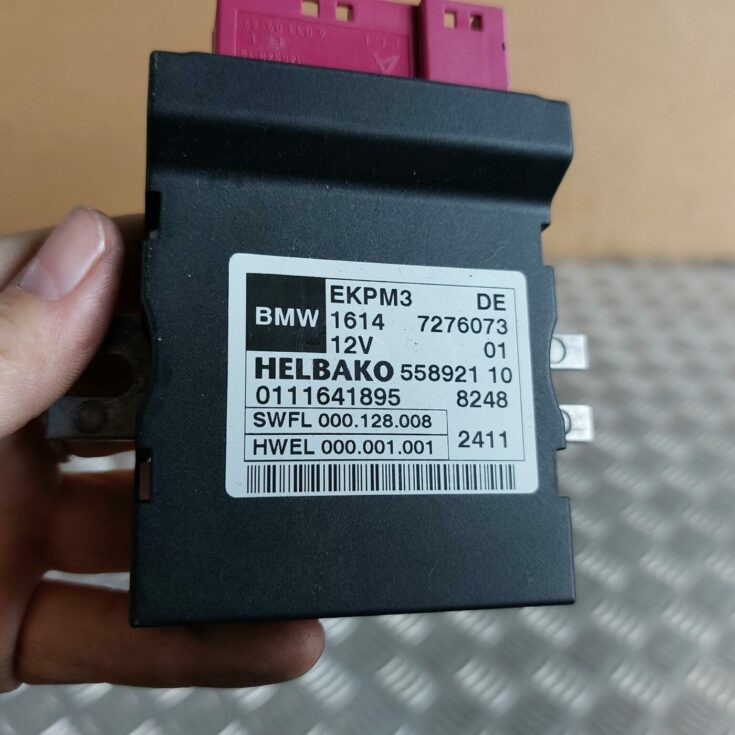 BMW
EKPM3 DE
1614 7276073
12V 01
HELBAKO 558921 10
0111641895 8248
SWFL 000.128.008
HWEL 000.001.001
2411